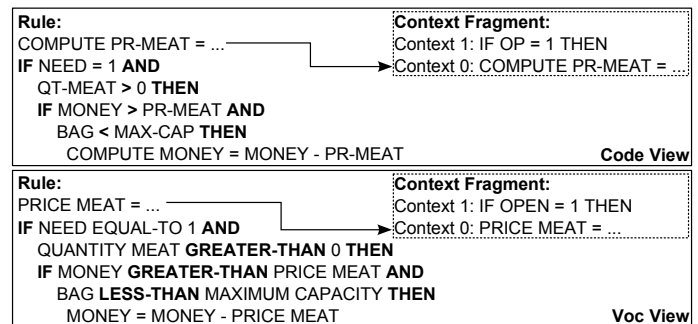 Rule:
Context Fragment:
COMPUTE PR-MEAT = ...
Context 1: IF OP = 1 THEN
IF NEED = 1 AND
Context 0: COMPUTE PR-MEAT = ...
QT-MEAT > 0 THEN
IF MONEY > PR-MEAT AND
BAG < MAX-CAP THEN
COMPUTE MONEY = MONEY - PR-MEAT
Code View
Rule:
Context Fragment:
PRICE MEAT = ...
Context 1: IF OPEN = 1 THEN
IF NEED EQUAL-TO 1 AND
Context 0: PRICE MEAT = ...
QUANTITY MEAT GREATER-THAN 0 THEN
IF MONEY GREATER-THAN PRICE MEAT AND
BAG LESS-THAN MAXIMUM CAPACITY THEN
MONEY = MONEY - PRICE MEAT
Voc View